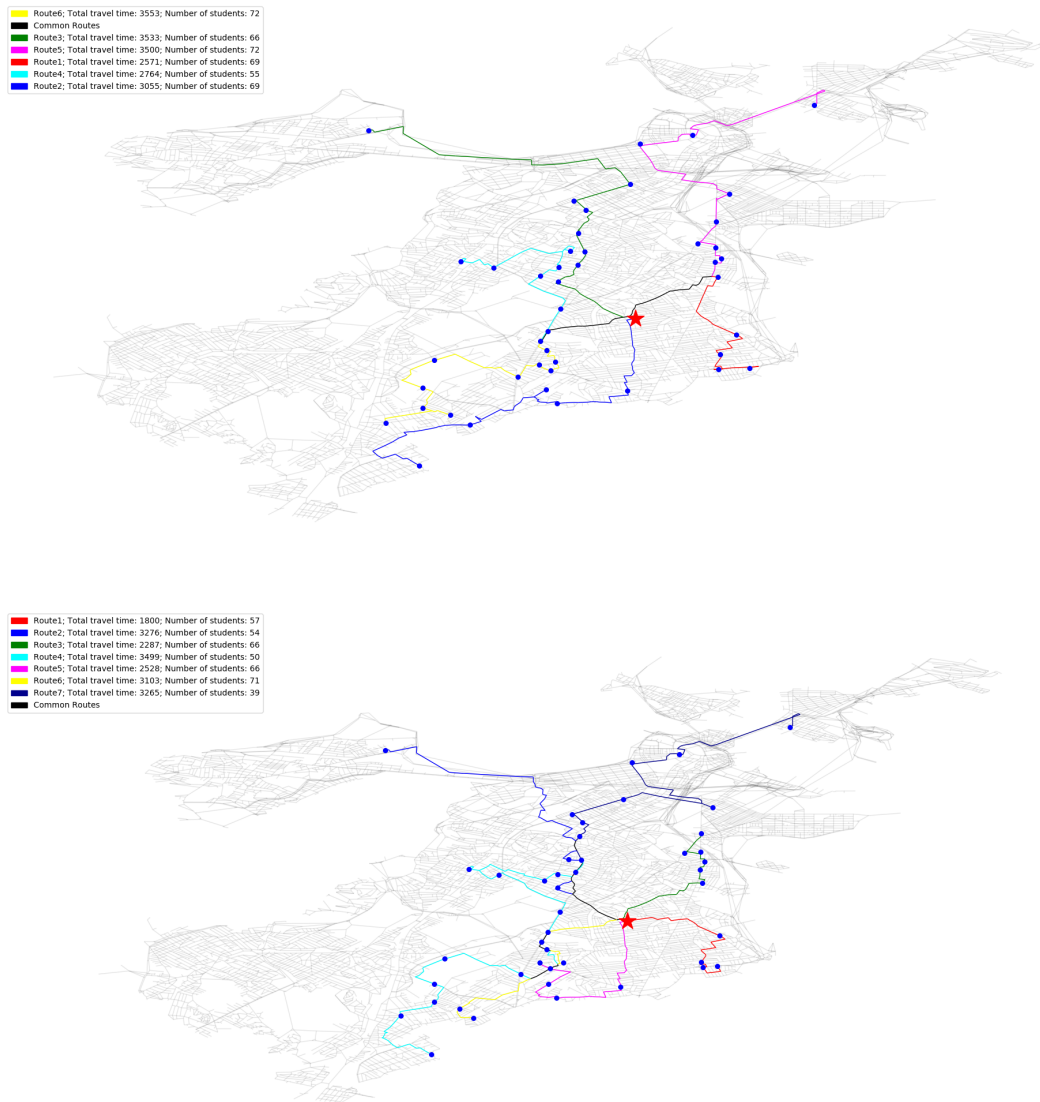 Route6; Total travel time: 3553; Number of students: 72
Common Routes
Route3; Total travel time: 3533; Number of students: 66
Route5; Total travel time: 3500; Number of students: 72
Route1; Total travel time: 2571; Number of students: 69
Route4; Total travel time: 2764; Number of students: 55
Route2; Total travel time: 3055; Number of students: 69
Route1; Total travel time: 1800; Number of students: 57
Route2; Total travel time: 3276; Number of students: 54
Route3; Total travel time: 2287; Number of students: 66
Route4; Total travel time: 3499; Number of students: 50
Route5; Total travel time: 2528; Number of students: 66
Route6; Total travel time: 3103; Number of students: 71
Route7; Total travel time: 3265; Number of students: 39
Common Routes